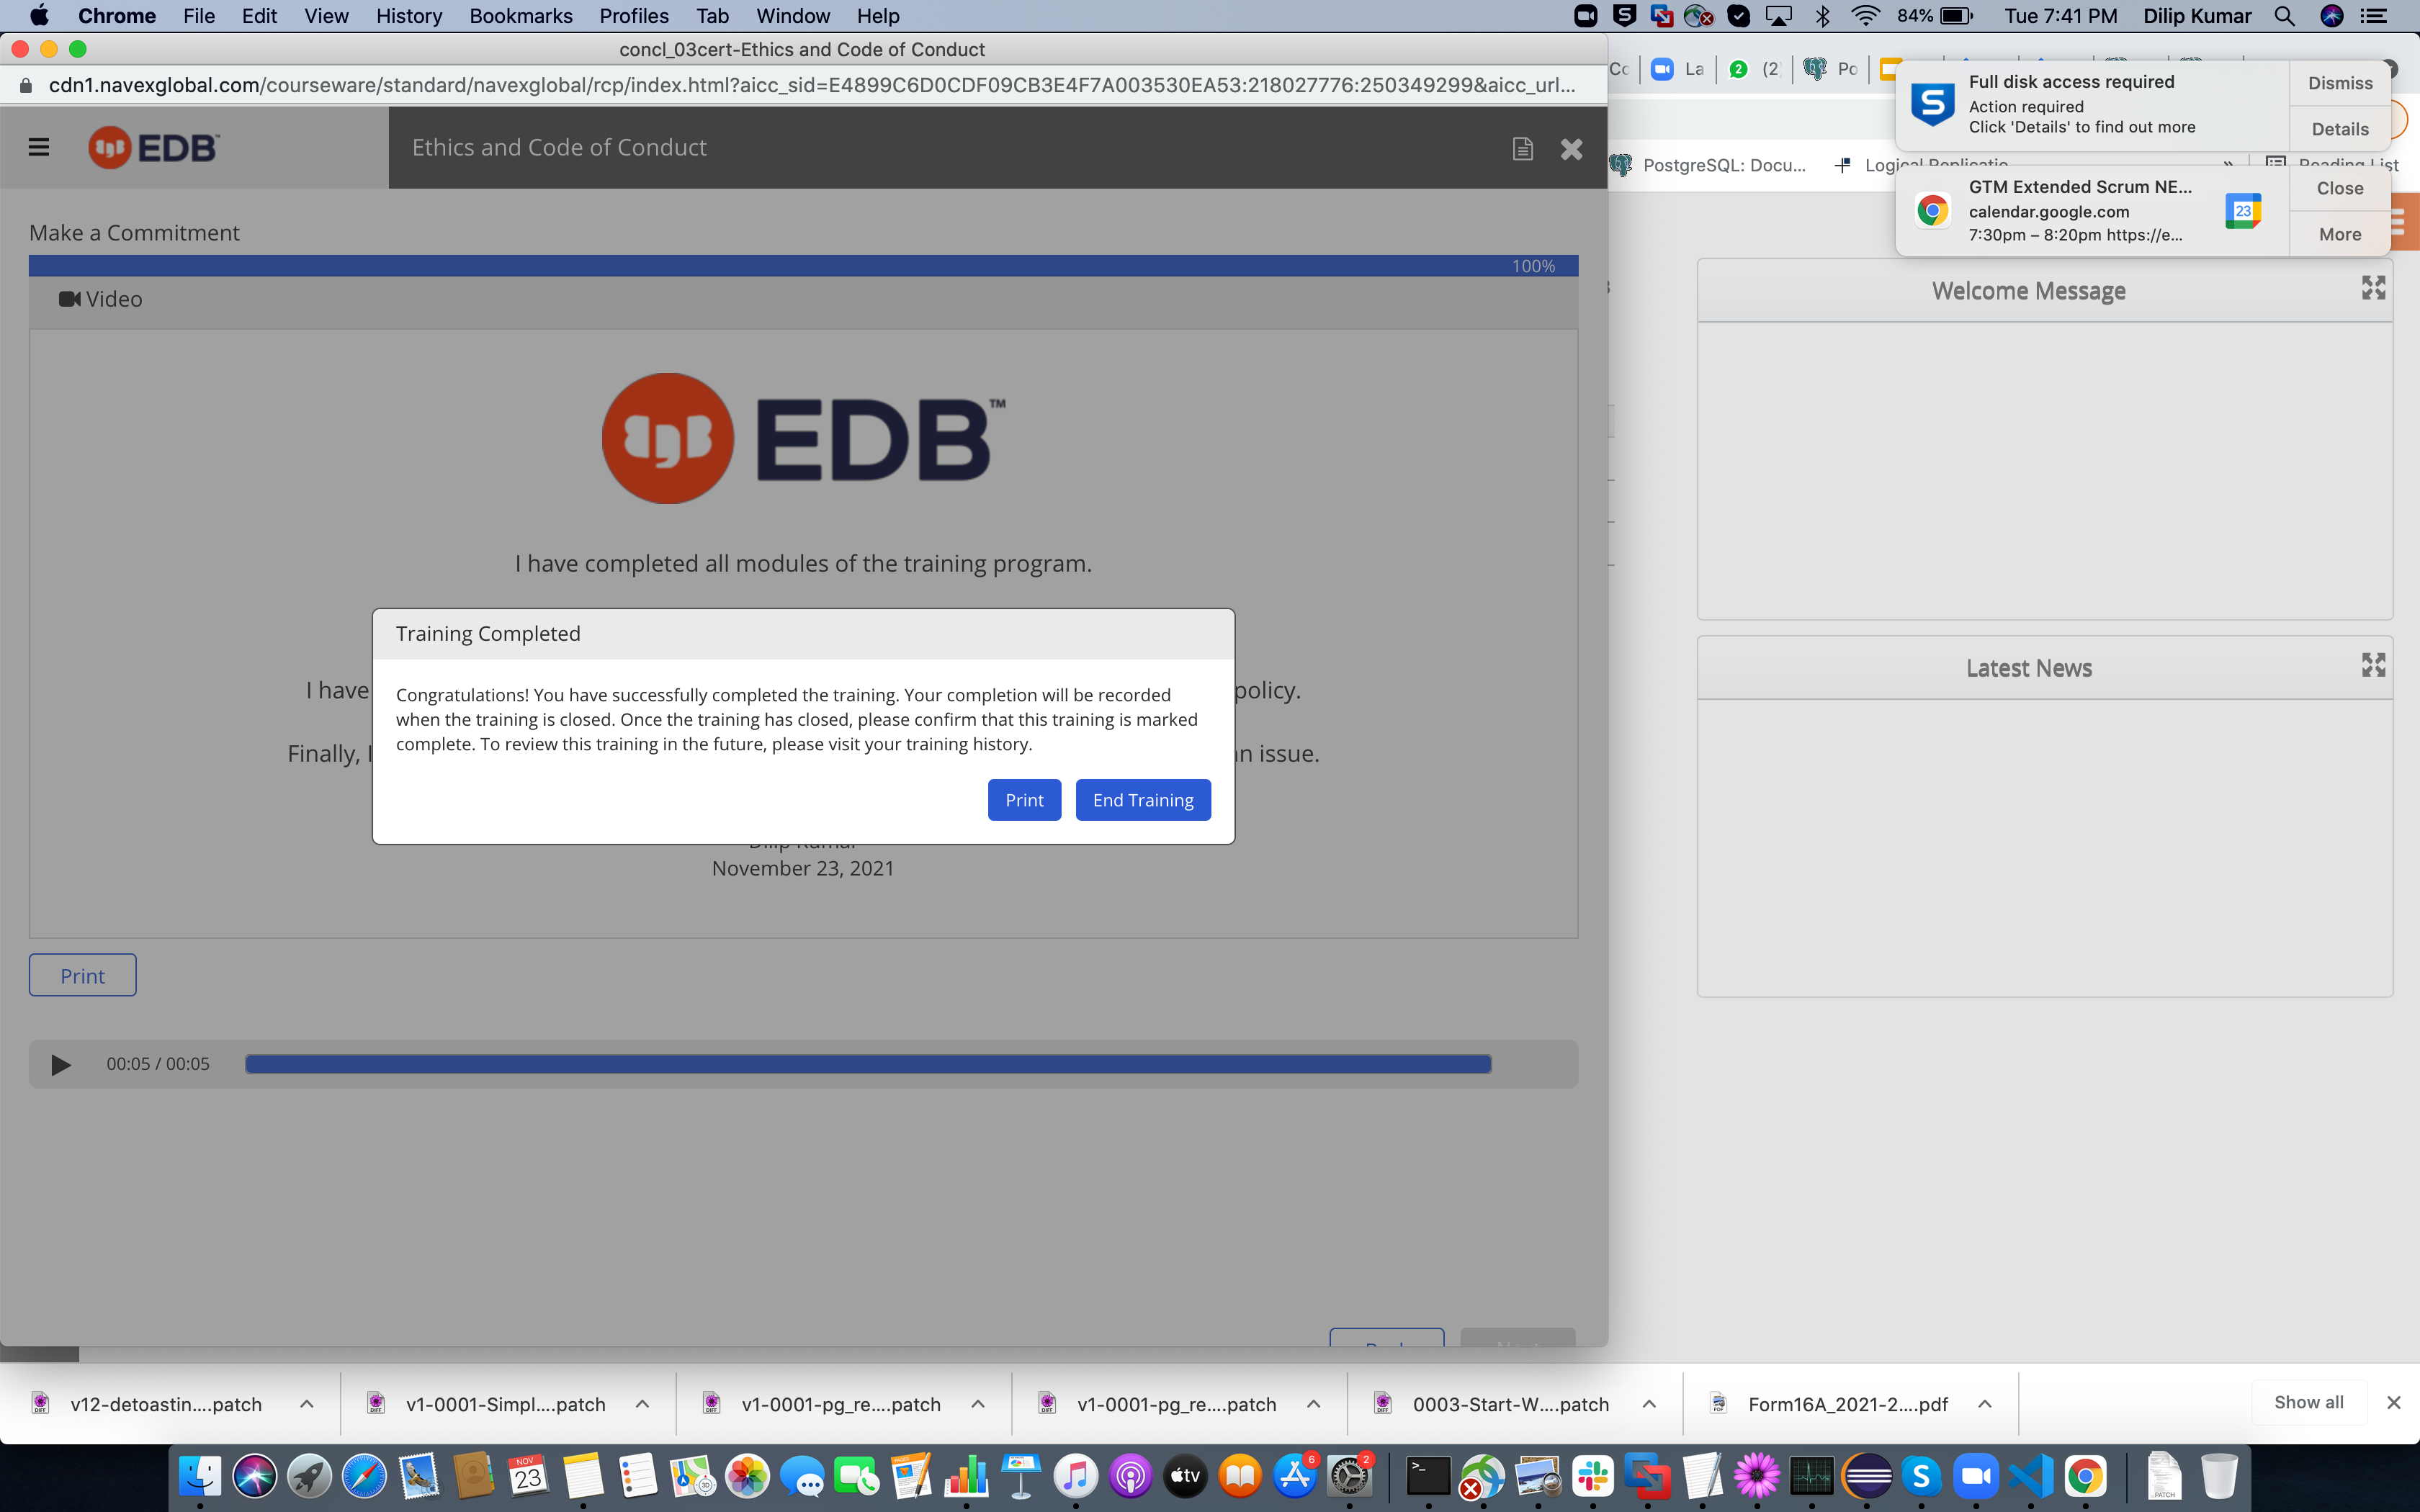 Chrome File Edit View History Bookmarks Profiles Tab Window Help
84% Tue 7:41 PM Dilip Kumar
concl_03cert-Ethics and Code of Conduct
cdn1.navexglobal.com/courseware/standard/navexglobal/rcp/index.html?aicc_sid=E4899C6D0CDF09CB3E4F7A003530EA53:218027776:250349299&aicc_url...
La (2 Po
EDB™
Ethics and Code of Conduct
PostgreSQL: Docu...
Reading List
Full disk access required
Action required
Click 'Details' to find out more
Dismiss
Details
GTM Extended Scrum NE...
calendar.google.com
7:30pm – 8:20pm https://e...
23
Close
More
Make a Commitment
100%
Video
EDB™
I have completed all modules of the training program.
I have policy.
Finally, issue.
Training Completed
Congratulations! You have successfully completed the training. Your completion will be recorded
when the training is closed. Once the training has closed, please confirm that this training is marked
complete. To review this training in the future, please visit your training history.
Print End Training
Dilip Kumar
November 23, 2021
Print
00:05 / 00:05
Welcome Message
Latest News
v12-detoastin....patch
v1-0001-Simpl....patch
v1-0001-pg_re....patch
v1-0001-pg_re....patch
0003-Start-W....patch
Form16A_2021-2....pdf
Show all
NOV
23
tv
6
2